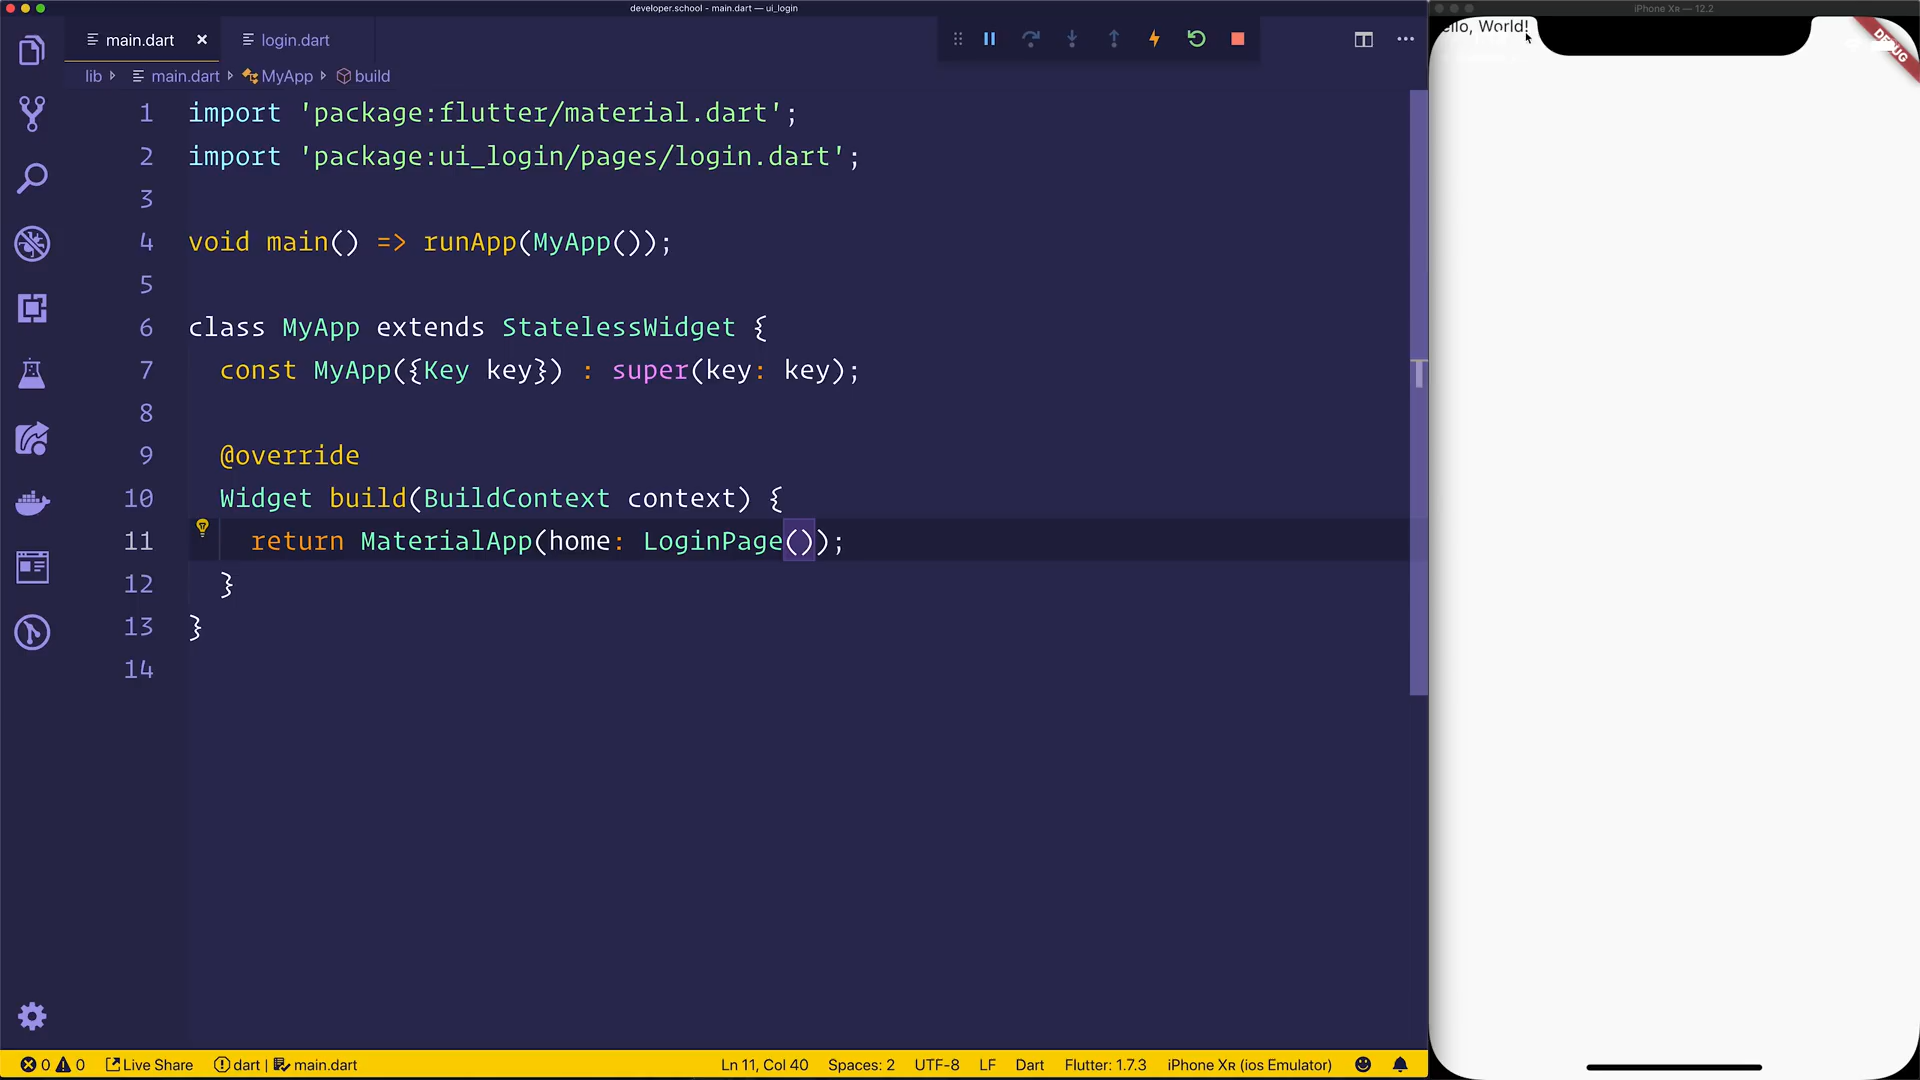 developer.school - main.dart — ui_login
iPhone Xʀ — 12.2
main.dart
login.dart
lib
main.dart
MyApp
build
1 import 'package:flutter/material.dart';
2 import 'package:ui_login/pages/login.dart';
3
4 void main() => runApp(MyApp());
5
6 class MyApp extends StatelessWidget {
7 const MyApp({Key key}) : super(key: key);
8
9 @override
10 Widget build(BuildContext context) {
11 return MaterialApp(home: LoginPage());
12 }
13 }
14
World!
DEBUG
0 0
Live Share
dart | main.dart
Ln 11, Col 40
Spaces: 2
UTF-8
LF
Dart
Flutter: 1.7.3
iPhone Xʀ (ios Emulator)